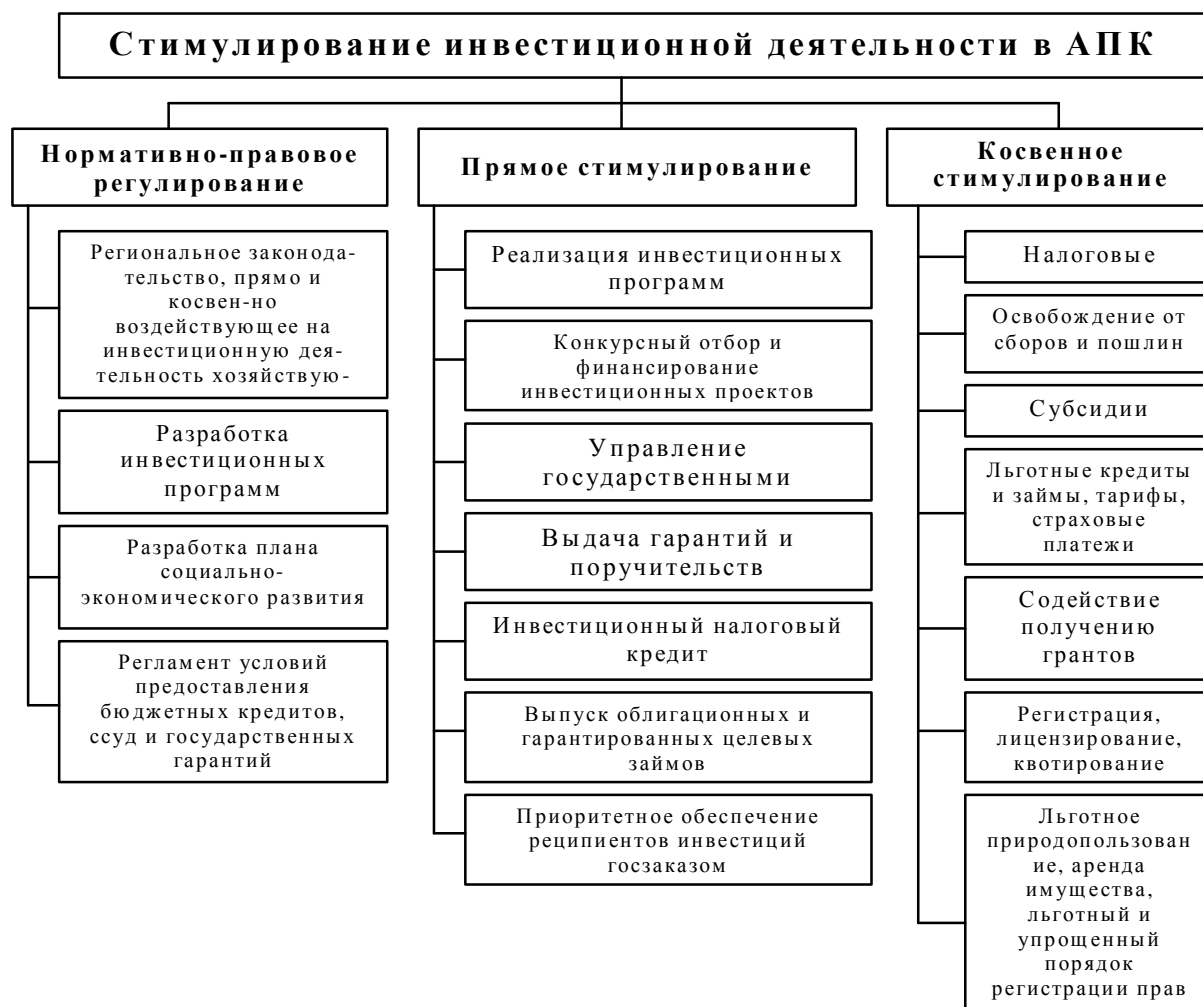 Стимулирование инвестиционной деятельности в АПК
Нормативно-правовое
регулирование
Региональное законода-
тельство, прямо и
косвен-но
воздействующее на
инвестиционную дея-
тельность хозяйствую-
Разработка
инвестиционных
программ
Разработка плана
социально-
экономического развития
Регламент условий
предоставления
бюджетных кредитов,
ссуд и государственных
гарантий
Прямое стимулирование
Реализация инвестиционных
программ
Конкурсный отбор и
финансирование
инвестиционных проектов
Управление
государственными
Выдача гарантий и
поручительств
Инвестиционный налоговый
кредит
Выпуск облигационных и
гарантированных целевых
займов
Приоритетное обеспечение
реципиентов инвестиций
госзаказом
Косвенное
стимулирование
Налоговые
Освобождение от
сборов и пошлин
Субсидии
Льготные кредиты
и займы, тарифы,
страховые
платежи
Содействие
получению
грантов
Регистрация,
лицензирование,
квотирование
Льготное
природопользован
ие, аренда
имущества,
льготный и
упрощенный
порядок
регистрации прав